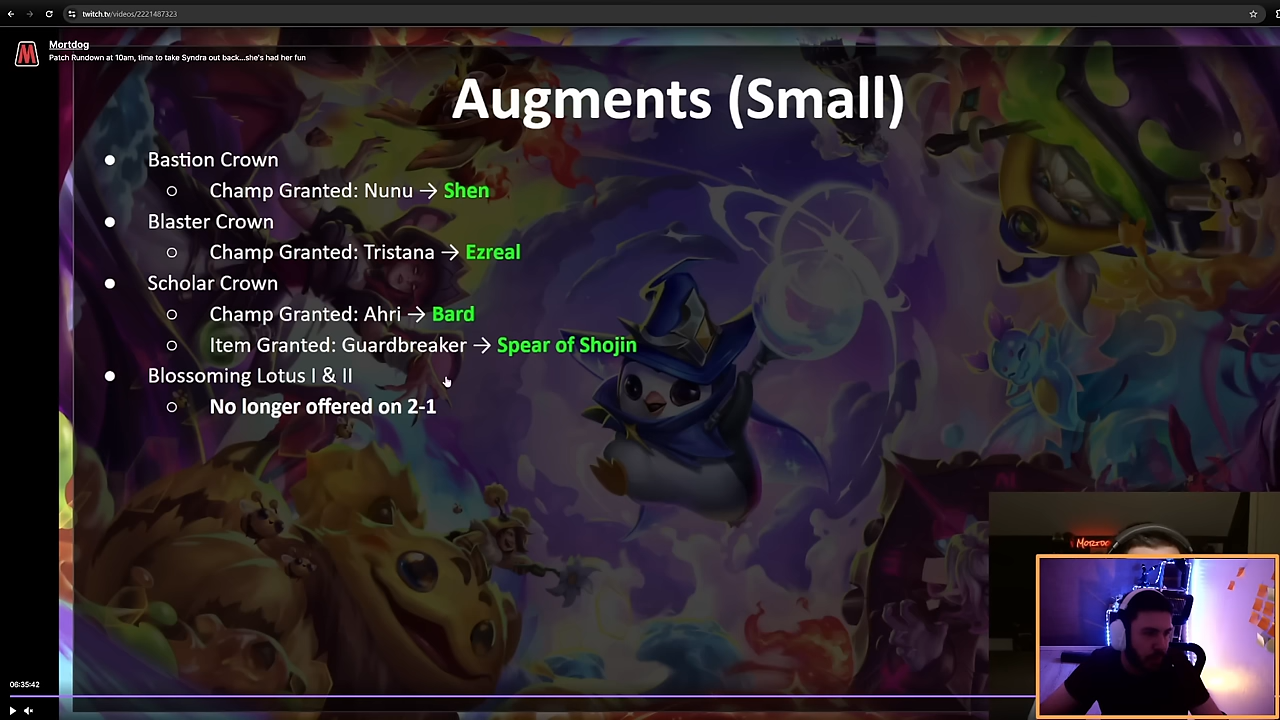 twitch.tv/videos/2221487323
Mortdog
Patch Rundown at 10am, time to take Syndra out back...she's had her fun
Augments (Small)
● Bastion Crown
○ Champ Granted: Nunu → Shen
● Blaster Crown
○ Champ Granted: Tristana → Ezreal
● Scholar Crown
○ Champ Granted: Ahri → Bard
○ Item Granted: Guardbreaker → Spear of Shojin
● Blossoming Lotus I & II
○ No longer offered on 2-1
06:35:42